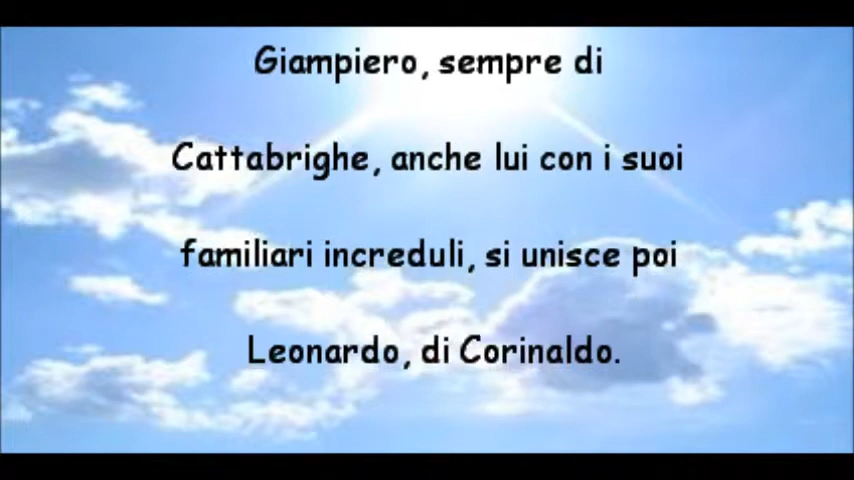 Giampiero, sempre di
Cattabrighe, anche lui con i suoi
familiari increduli, si unisce poi
Leonardo, di Corinaldo.